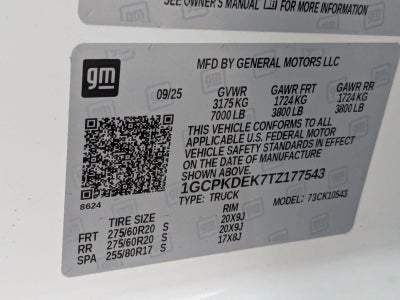 SEE OWNER'S MANUAL FOR MORE INFORMATION
gm
MFD BY GENERAL MOTORS LLC
09/25 GVWR GAWR FRT GAWR RR
3175 KG 1724 KG 1724 KG
7000 LB 3800 LB 3800 LB
THIS VEHICLE CONFORMS TO ALL
APPLICABLE U.S. FEDERAL MOTOR
VEHICLE SAFETY STANDARDS IN EFFECT
ON THE DATE OF MANUFACTURE
SHOWN ABOVE.
1GCPKDEK7TZ177543
TYPE: TRUCK MODEL: 73CK10543
8624
TIRE SIZE RIM
FRT 275/60R20 S 20X9J
RR 275/60R20 S 20X9J
SPA 255/80R17 S 17X8J